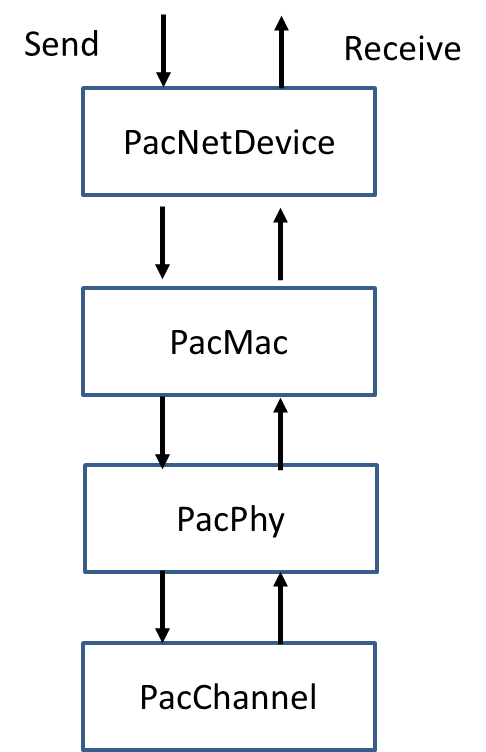 Send
Receive
PacNetDevice
PacMac
PacPhy
PacChannel